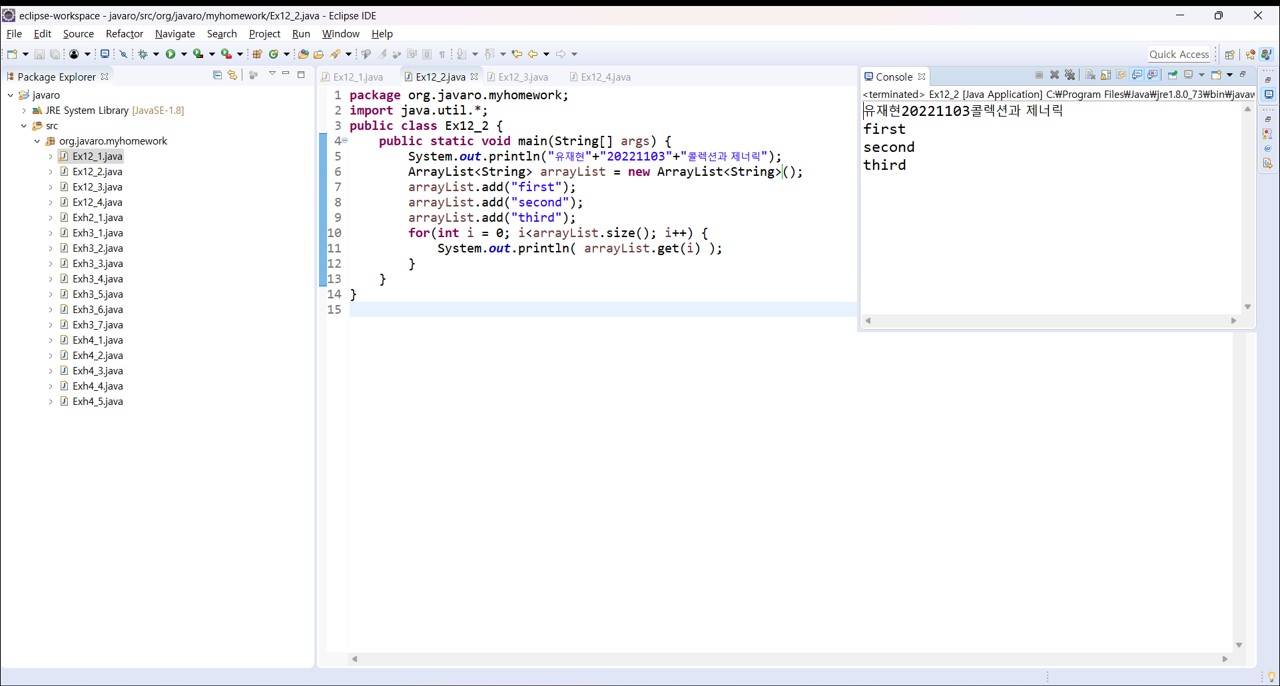 eclipse-workspace - javaro/src/org/javaro/myhomework/Ex12_2.java - Eclipse IDE
File Edit Source Refactor Navigate Search Project Run Window Help
Quick Access
Package Explorer
javaro
JRE System Library [JavaSE-1.8]
src
org.javaro.myhomework
Ex12_1.java
Ex12_2.java
Ex12_3.java
Ex12_4.java
Exh2_1.java
Exh3_1.java
Exh3_2.java
Exh3_3.java
Exh3_4.java
Exh3_5.java
Exh3_6.java
Exh3_7.java
Exh4_1.java
Exh4_2.java
Exh4_3.java
Exh4_4.java
Exh4_5.java
Ex12_1.java Ex12_2.java Ex12_3.java Ex12_4.java
1 package org.javaro.myhomework;
2 import java.util.*;
3 public class Ex12_2 {
4 public static void main(String[] args) {
5 System.out.println("유재현"+"20221103"+"콜렉션과 제너릭");
6 ArrayList<String> arrayList = new ArrayList<String>();
7 arrayList.add("first");
8 arrayList.add("second");
9 arrayList.add("third");
10 for(int i = 0; i<arrayList.size(); i++) {
11 System.out.println( arrayList.get(i) );
12 }
13 }
14 }
15
Console
<terminated> Ex12_2 [Java Application] C:₩Program Files₩Java₩jre1.8.0_73₩bin₩javaw
유재현20221103콜렉션과 제너릭
first
second
third